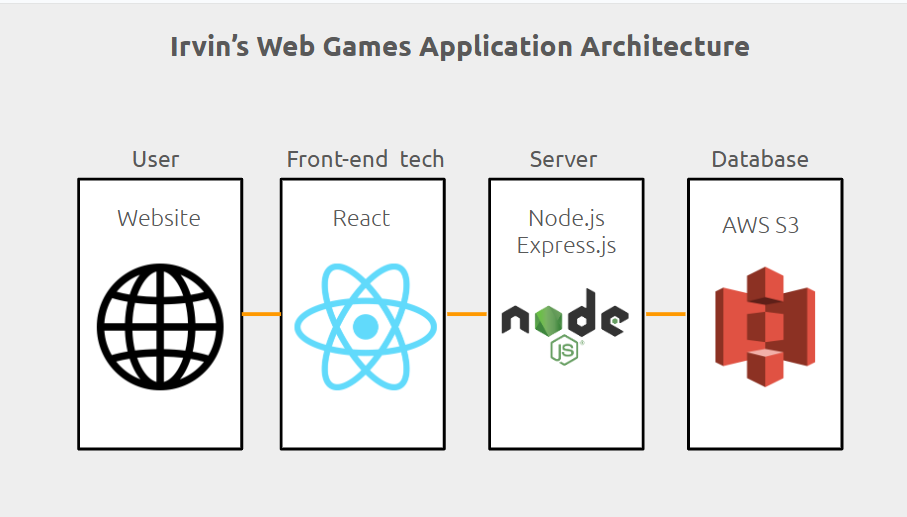 Irvin’s Web Games Application Architecture
User
Front-end tech
Server
Database
Website
React
Node.js
Express.js
AWS S3
node
JS
®